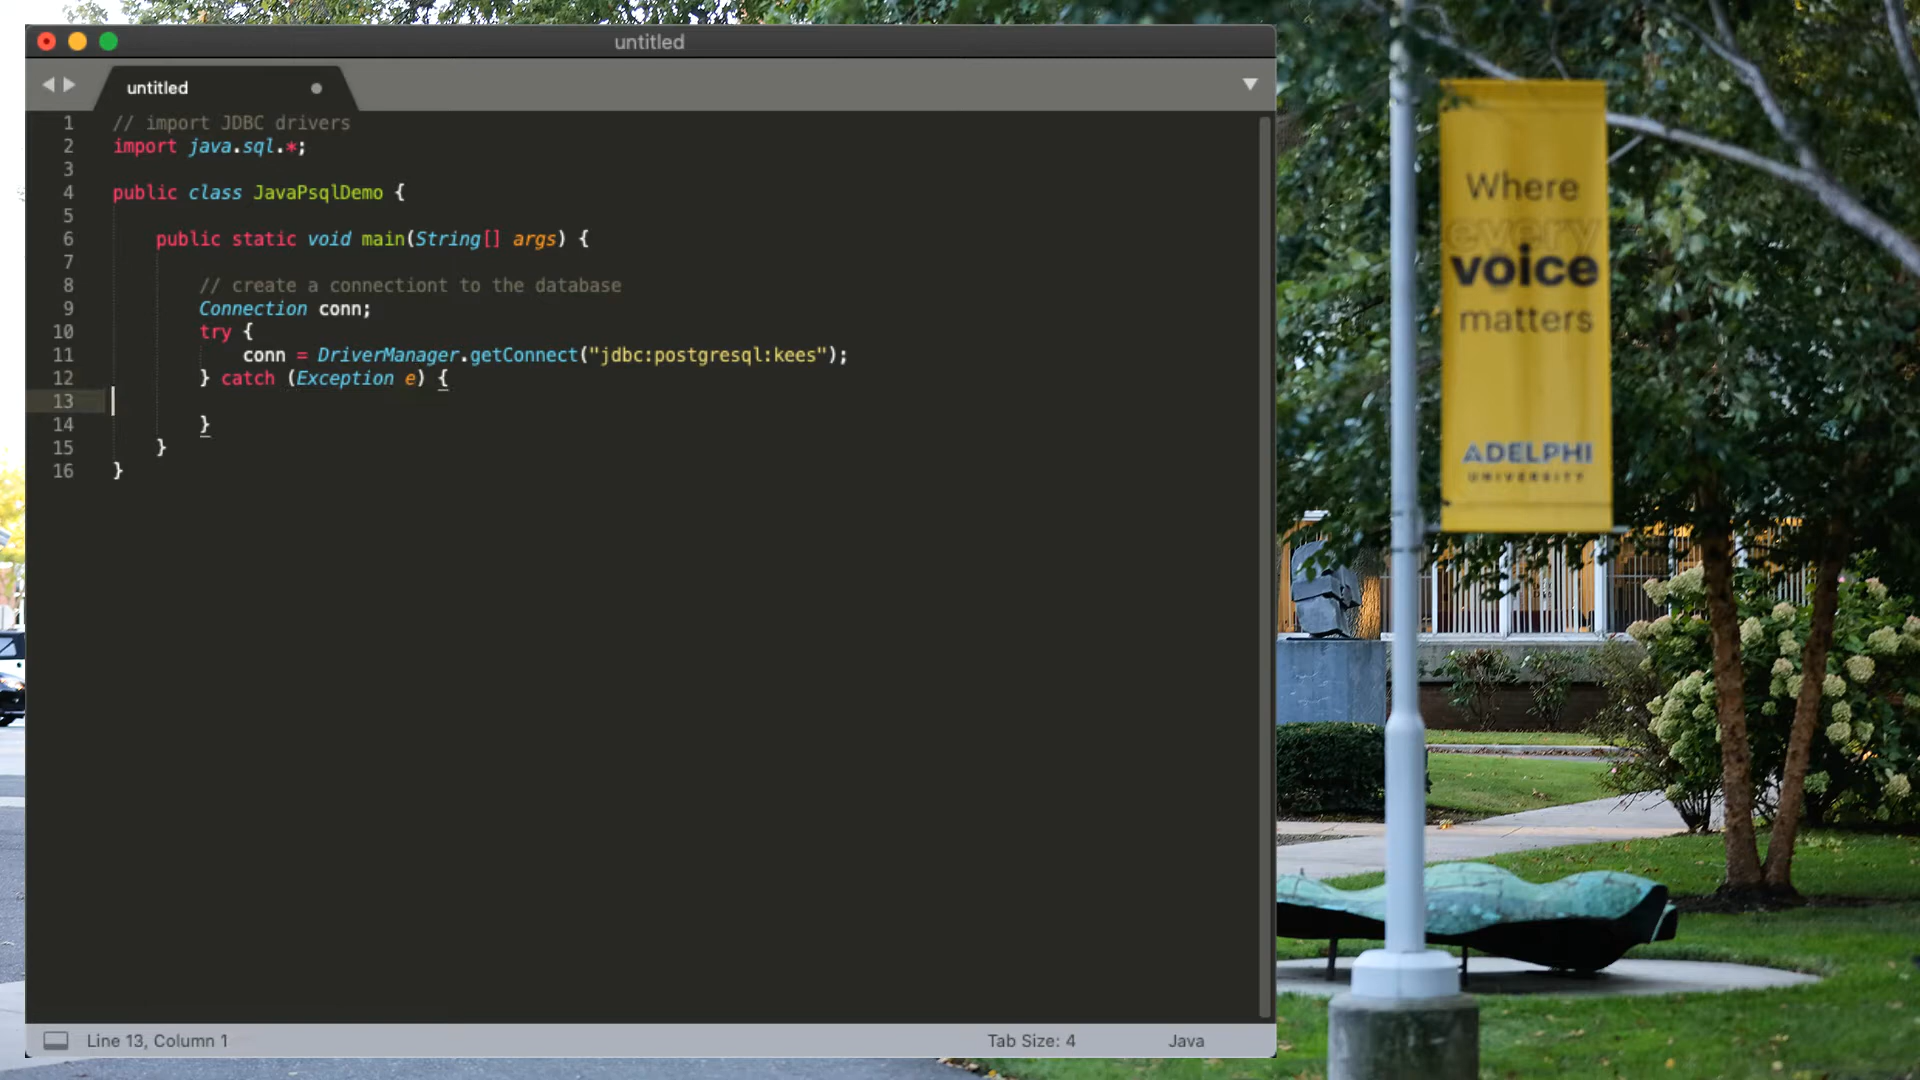 untitled
untitled
1 // import JDBC drivers
2 import java.sql.*;
3
4 public class JavaPsqlDemo {
5
6 public static void main(String[] args) {
7
8 // create a connectiont to the database
9 Connection conn;
10 try {
11 conn = DriverManager.getConnect("jdbc:postgresql:kees");
12 } catch (Exception e) {
13
14 }
15 }
16 }
Line 13, Column 1 Tab Size: 4 Java
Where
every
voice
matters
ADELPHI
UNIVERSITY